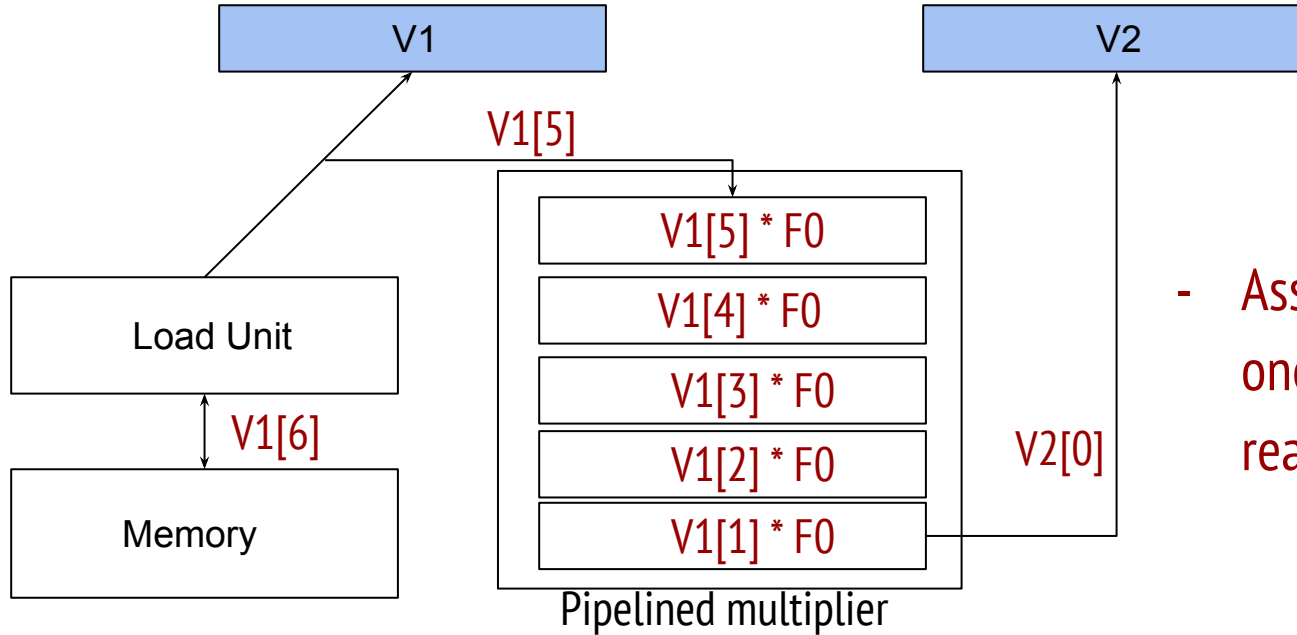 V1
V2
V1[5]
V1[5] * F0
V1[4] * F0
V1[3] * F0
V1[2] * F0
V1[1] * F0
Load Unit
V1[6]
Memory
V2[0]
Pipelined multiplier
-